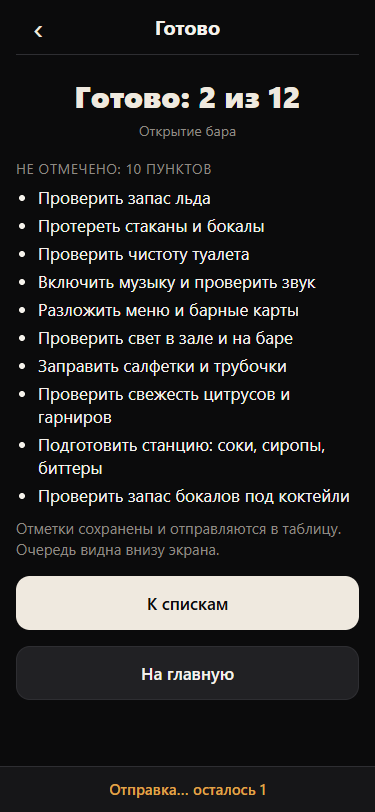 ‹ Готово
Готово: 2 из 12
Открытие бара
НЕ ОТМЕЧЕНО: 10 ПУНКТОВ
• Проверить запас льда
• Протереть стаканы и бокалы
• Проверить чистоту туалета
• Включить музыку и проверить звук
• Разложить меню и барные карты
• Проверить свет в зале и на баре
• Заправить салфетки и трубочки
• Проверить свежесть цитрусов и
гарниров
• Подготовить станцию: соки, сиропы,
биттеры
• Проверить запас бокалов под коктейли
Отметки сохранены и отправляются в таблицу.
Очередь видна внизу экрана.
К спискам
На главную
Отправка… осталось 1